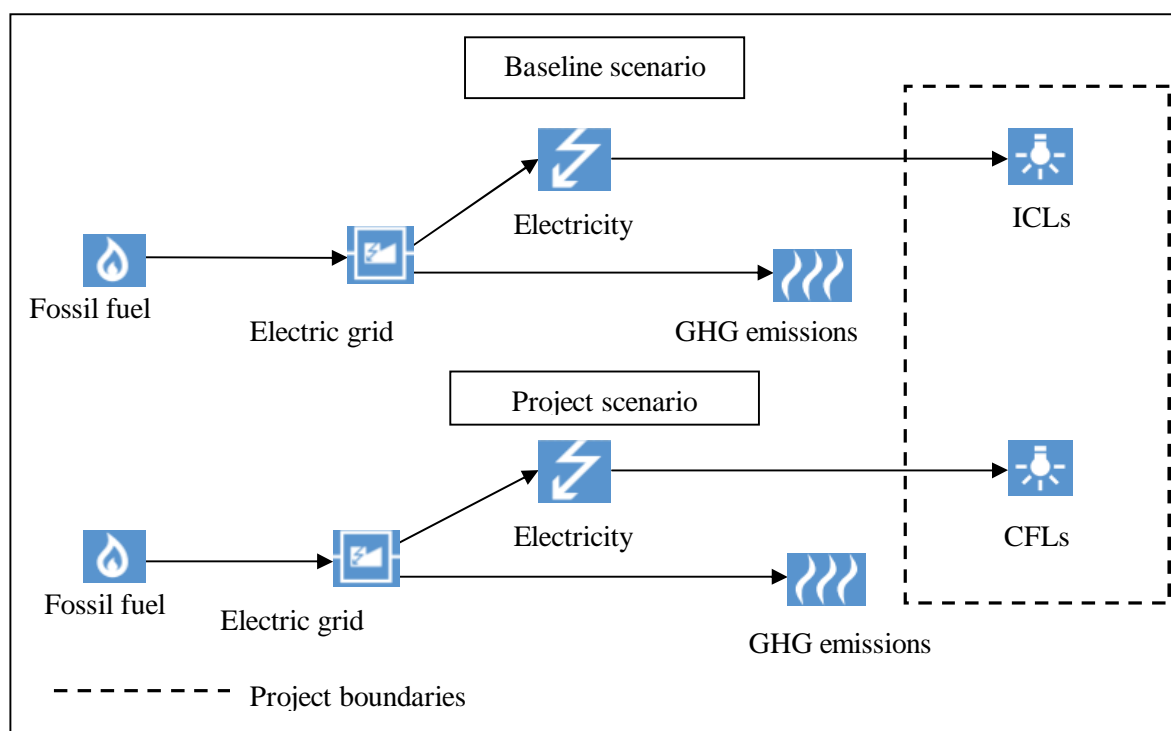 Baseline scenario
ICLs
Electricity
Fossil fuel
Electric grid
GHG emissions
Project scenario
Electricity
CFLs
Fossil fuel
Electric grid
GHG emissions
Project boundaries